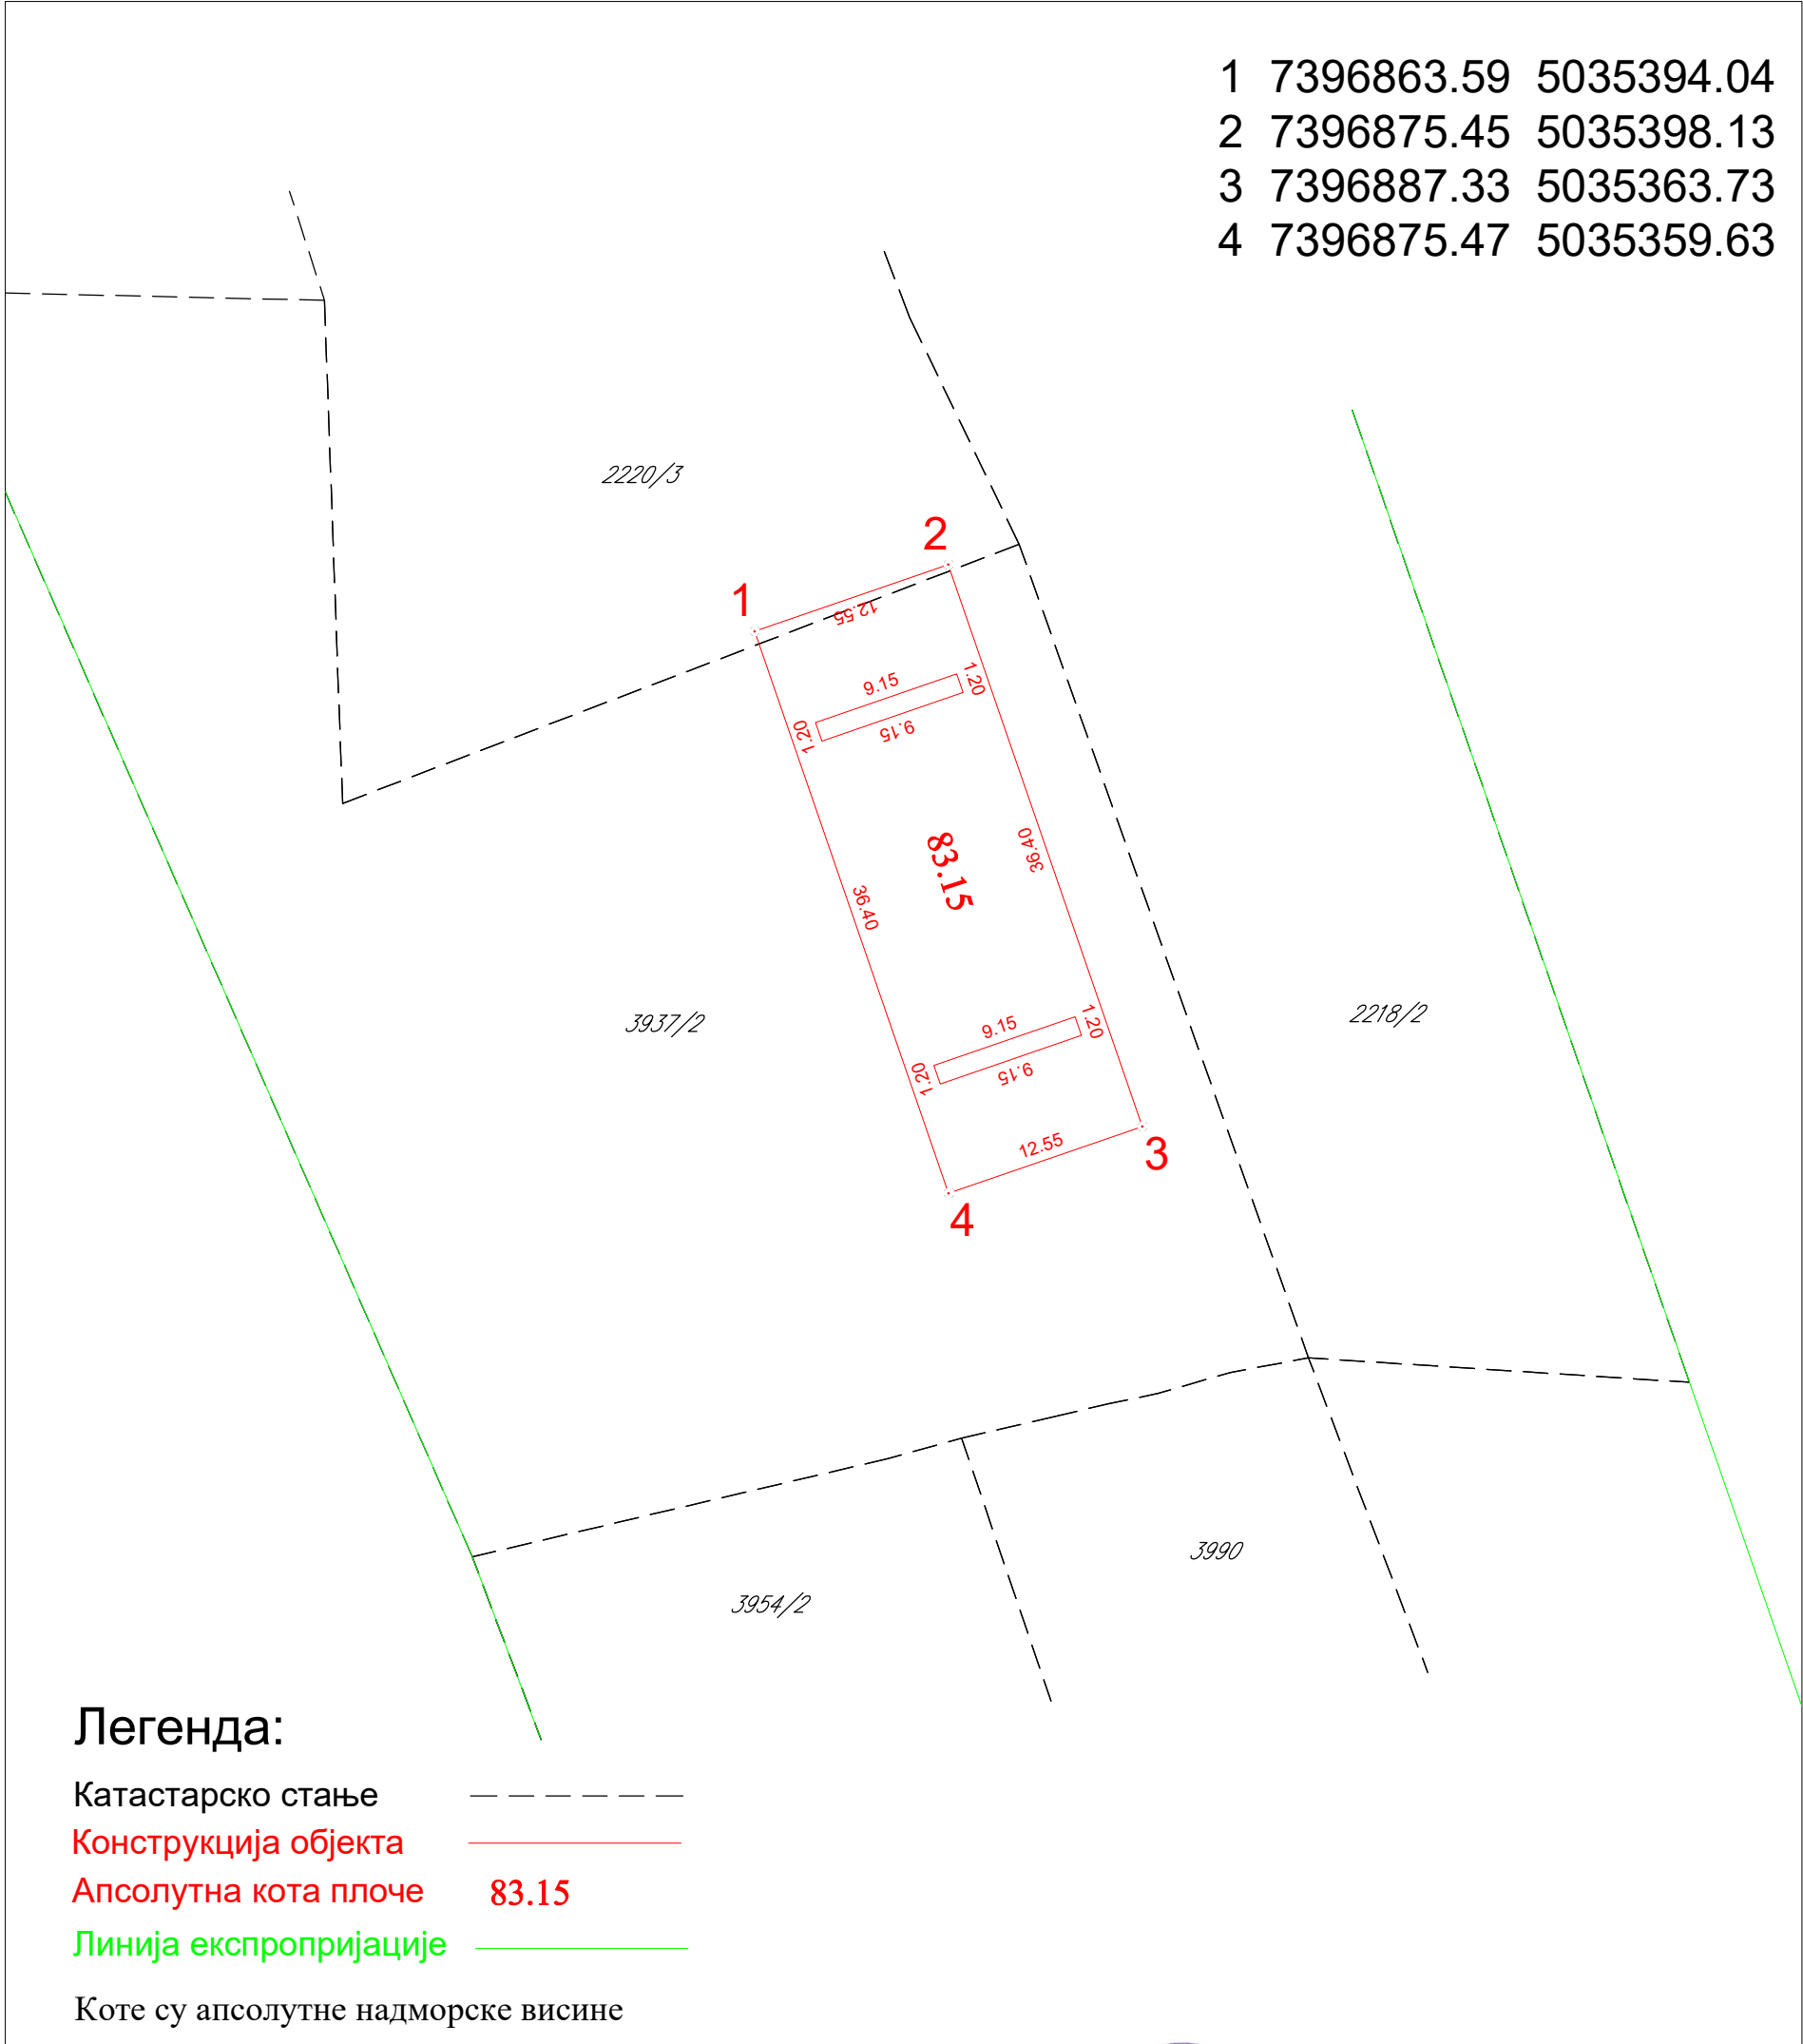 1 7396863.59 5035394.04
2 7396875.45 5035398.13
3 7396887.33 5035363.73
4 7396875.47 5035359.63
2220/3
2
1
12.55
9.15
1.20
1.20
9.15
83.15
36.40
36.40
3937/2
2218/2
9.15
1.20
1.20
9.15
12.55
3
4
3990
3954/2
Легенда:
Катастарско стање
Конструкција објекта
Апсолутна кота плоче 83.15
Линија експропријације
Коте су апсолутне надморске висине